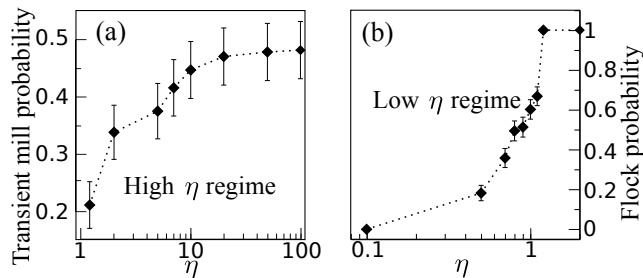 Transient mill probability
0.5
0.4
0.3
0.2
(a)
High η regime
1
10
100
η
(b)
Low η regime
0.1
1
η
1
0.8
0.6
0.4
0.2
0
Flock probability